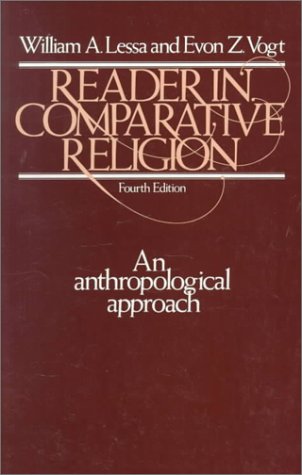 William A. Lessa and Evon Z. Vogt
READER IN
COMPARATIVE
RELIGION
Fourth Edition
An
anthropological
approach